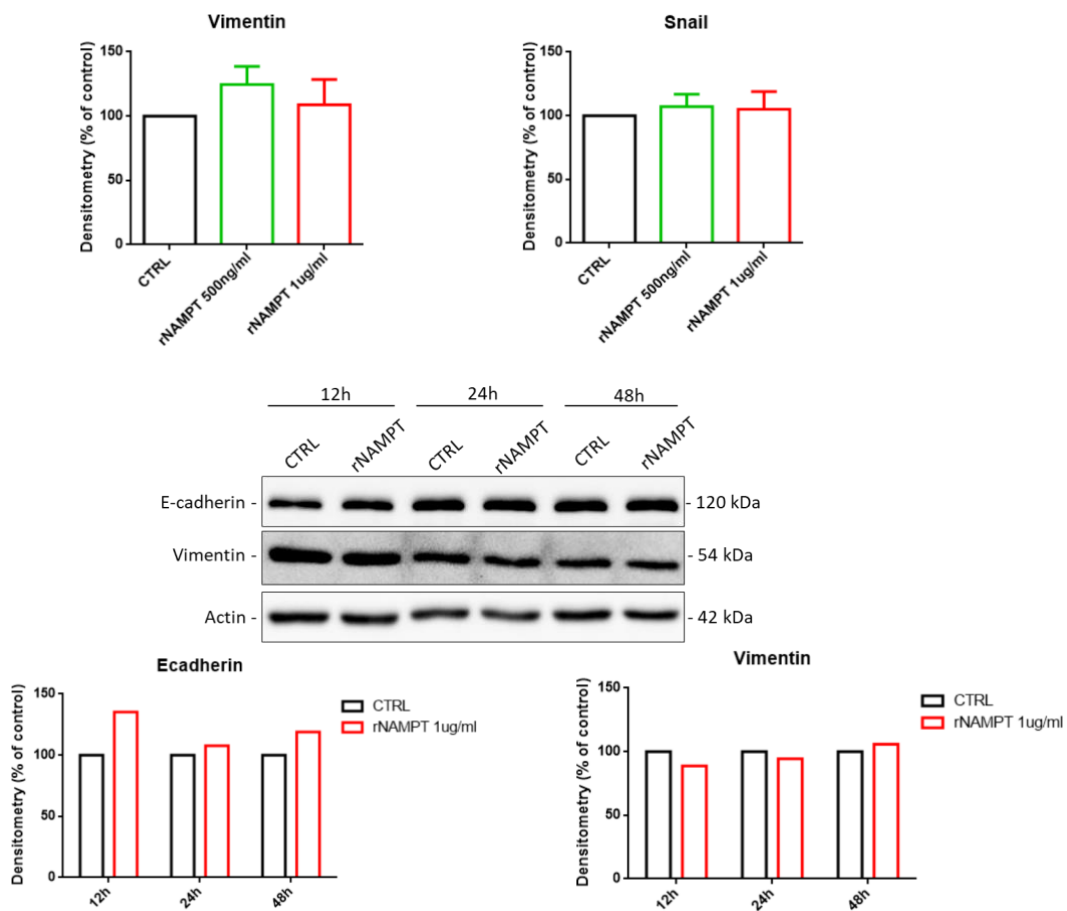 Vimentin
Densitometry (% of control)
150
100
50
0
CTRL
rNAMPT 500ng/ml
rNAMPT 1ug/ml
Snail
Densitometry (% of control)
150
100
50
0
CTRL
rNAMPT 500ng/ml
rNAMPT 1ug/ml
12h 24h 48h
CTRL rNAMPT CTRL rNAMPT CTRL rNAMPT
E-cadherin - - 120 kDa
Vimentin - - 54 kDa
Actin - - 42 kDa
Ecadherin
Densitometry (% of control)
150
100
50
0
12h 24h 48h
CTRL
rNAMPT 1ug/ml
Vimentin
Densitometry (% of control)
150
100
50
0
12h 24h 48h
CTRL
rNAMPT 1ug/ml